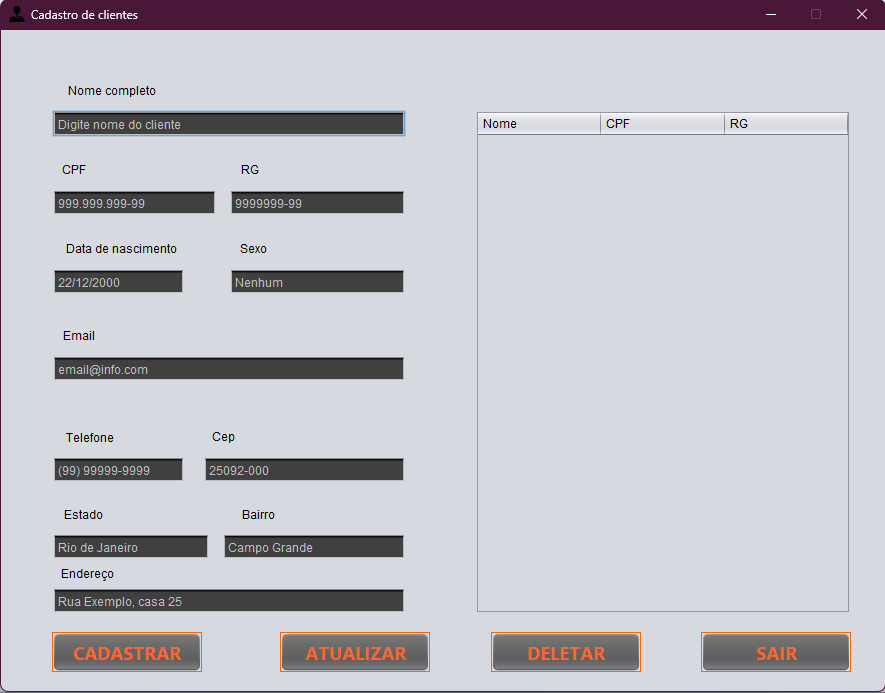 Cadastro de clientes
Nome completo
Digite nome do cliente
CPF RG
999.999.999-99 9999999-99
Data de nascimento Sexo
22/12/2000 Nenhum
Email
email@info.com
Telefone Cep
(99) 99999-9999 25092-000
Estado Bairro
Rio de Janeiro Campo Grande
Endereço
Rua Exemplo, casa 25
Nome CPF RG
CADASTRAR ATUALIZAR DELETAR SAIR